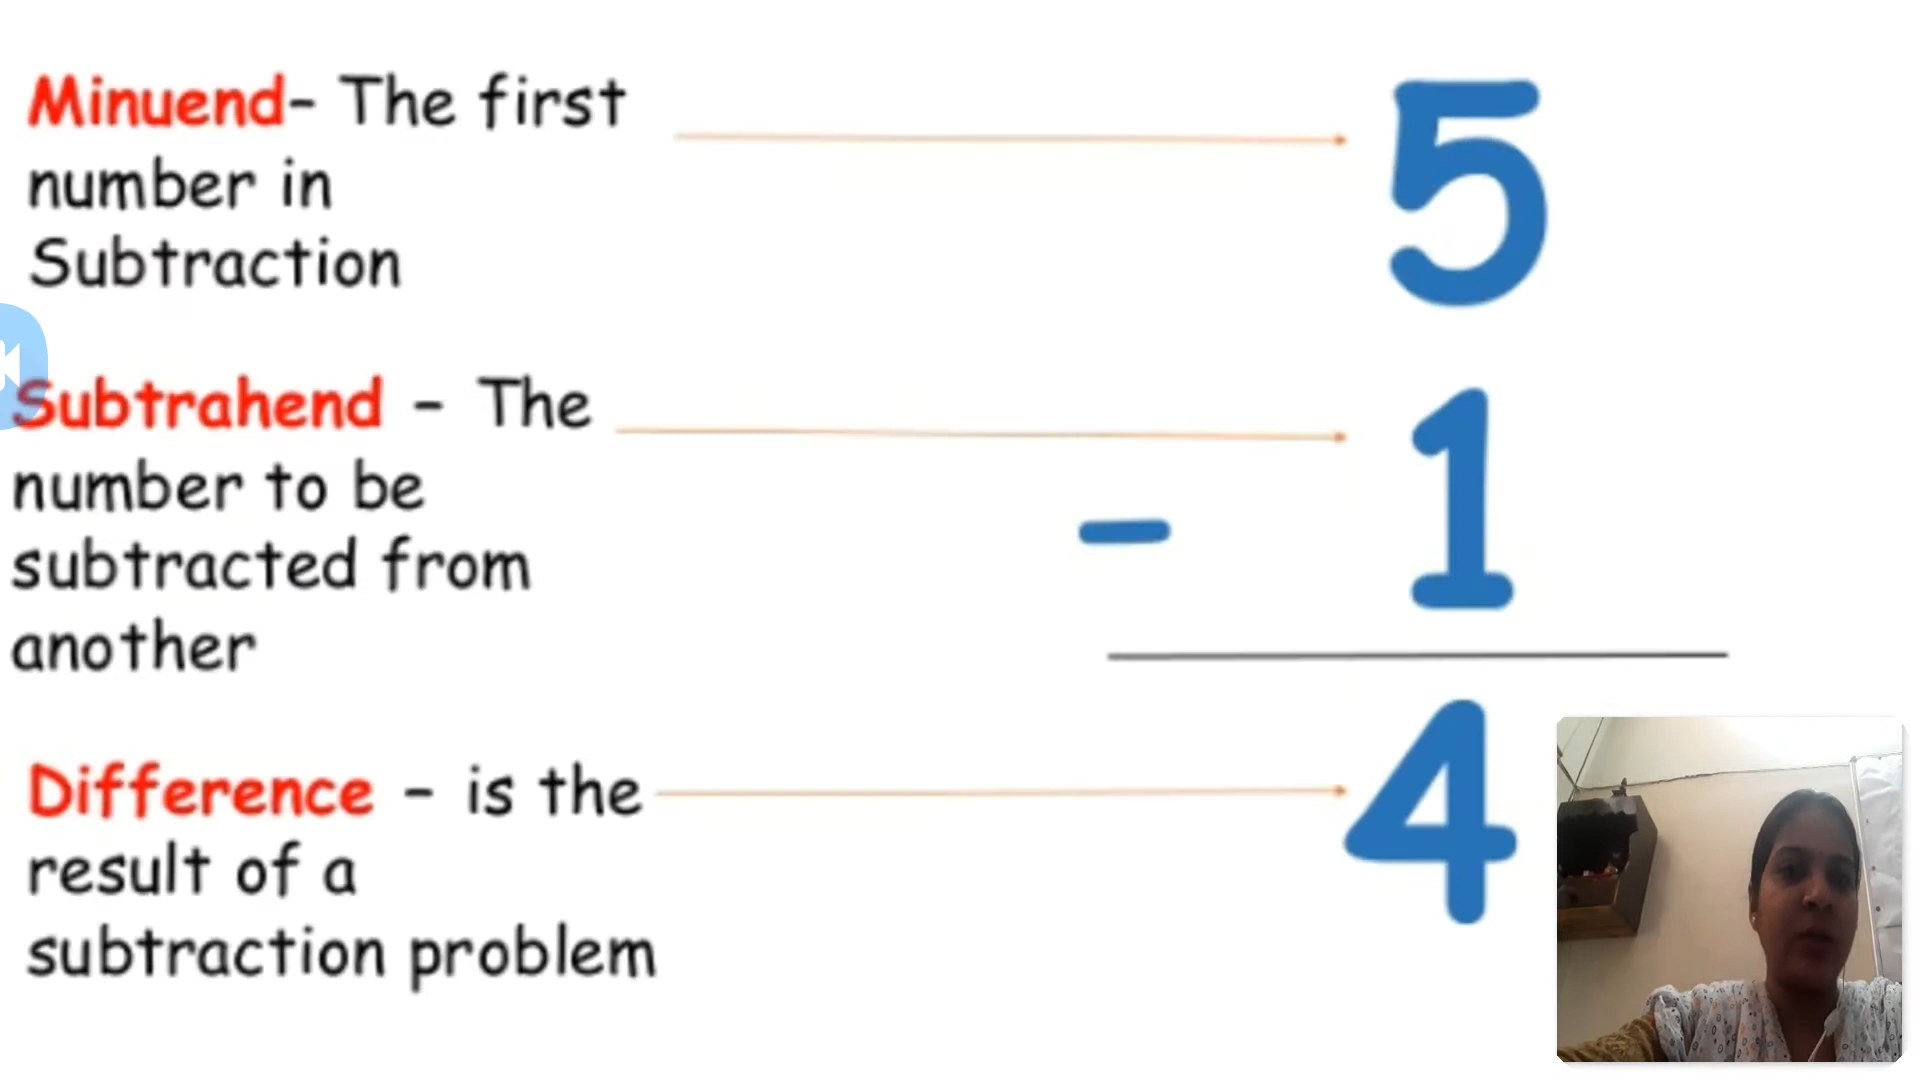 Minuend- The first
number in
Subtraction
5
Subtrahend - The
number to be
subtracted from
another
- 1
Difference - is the
result of a
subtraction problem
4